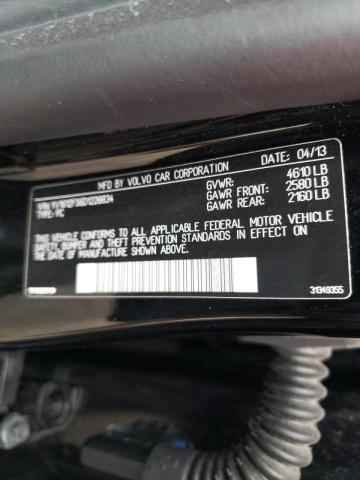 MFD BY VOLVO CAR CORPORATION DATE: 04/13
VIN: GVWR: 4610 LB
TYPE: PC GAWR FRONT: 2580 LB
GAWR REAR: 2160 LB
THIS VEHICLE CONFORMS TO ALL APPLICABLE FEDERAL MOTOR VEHICLE
SAFETY, BUMPER AND THEFT PREVENTION STANDARDS IN EFFECT ON
THE DATE OF MANUFACTURE SHOWN ABOVE.
31349355